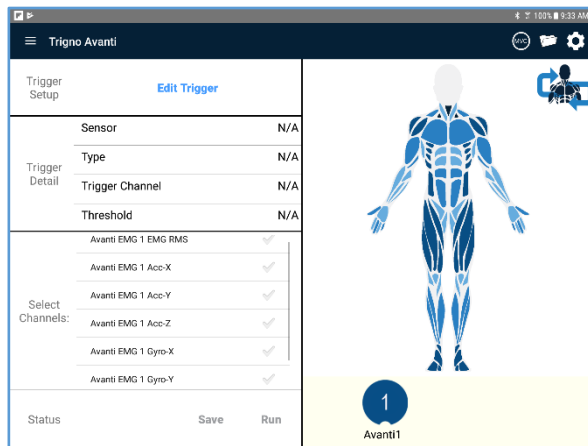 100% 9:33 AM
Trigno Avanti
MVC
Trigger Setup
Edit Trigger
Trigger Detail
Sensor N/A
Type N/A
Trigger Channel N/A
Threshold N/A
Select Channels:
Avanti EMG 1 EMG RMS
Avanti EMG 1 Acc-X
Avanti EMG 1 Acc-Y
Avanti EMG 1 Acc-Z
Avanti EMG 1 Gyro-X
Avanti EMG 1 Gyro-Y
Status Save Run
1
Avanti1